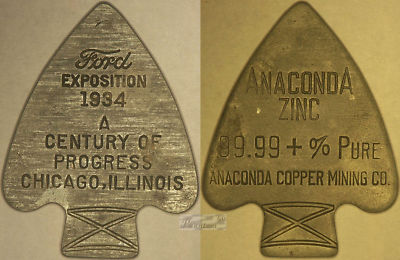 Ford
EXPOSITION
1934
A
CENTURY OF
PROGRESS
CHICAGO, ILLINOIS
ANACONDA
ZINC
99.99 + % PURE
ANACONDA COPPER MINING CO.